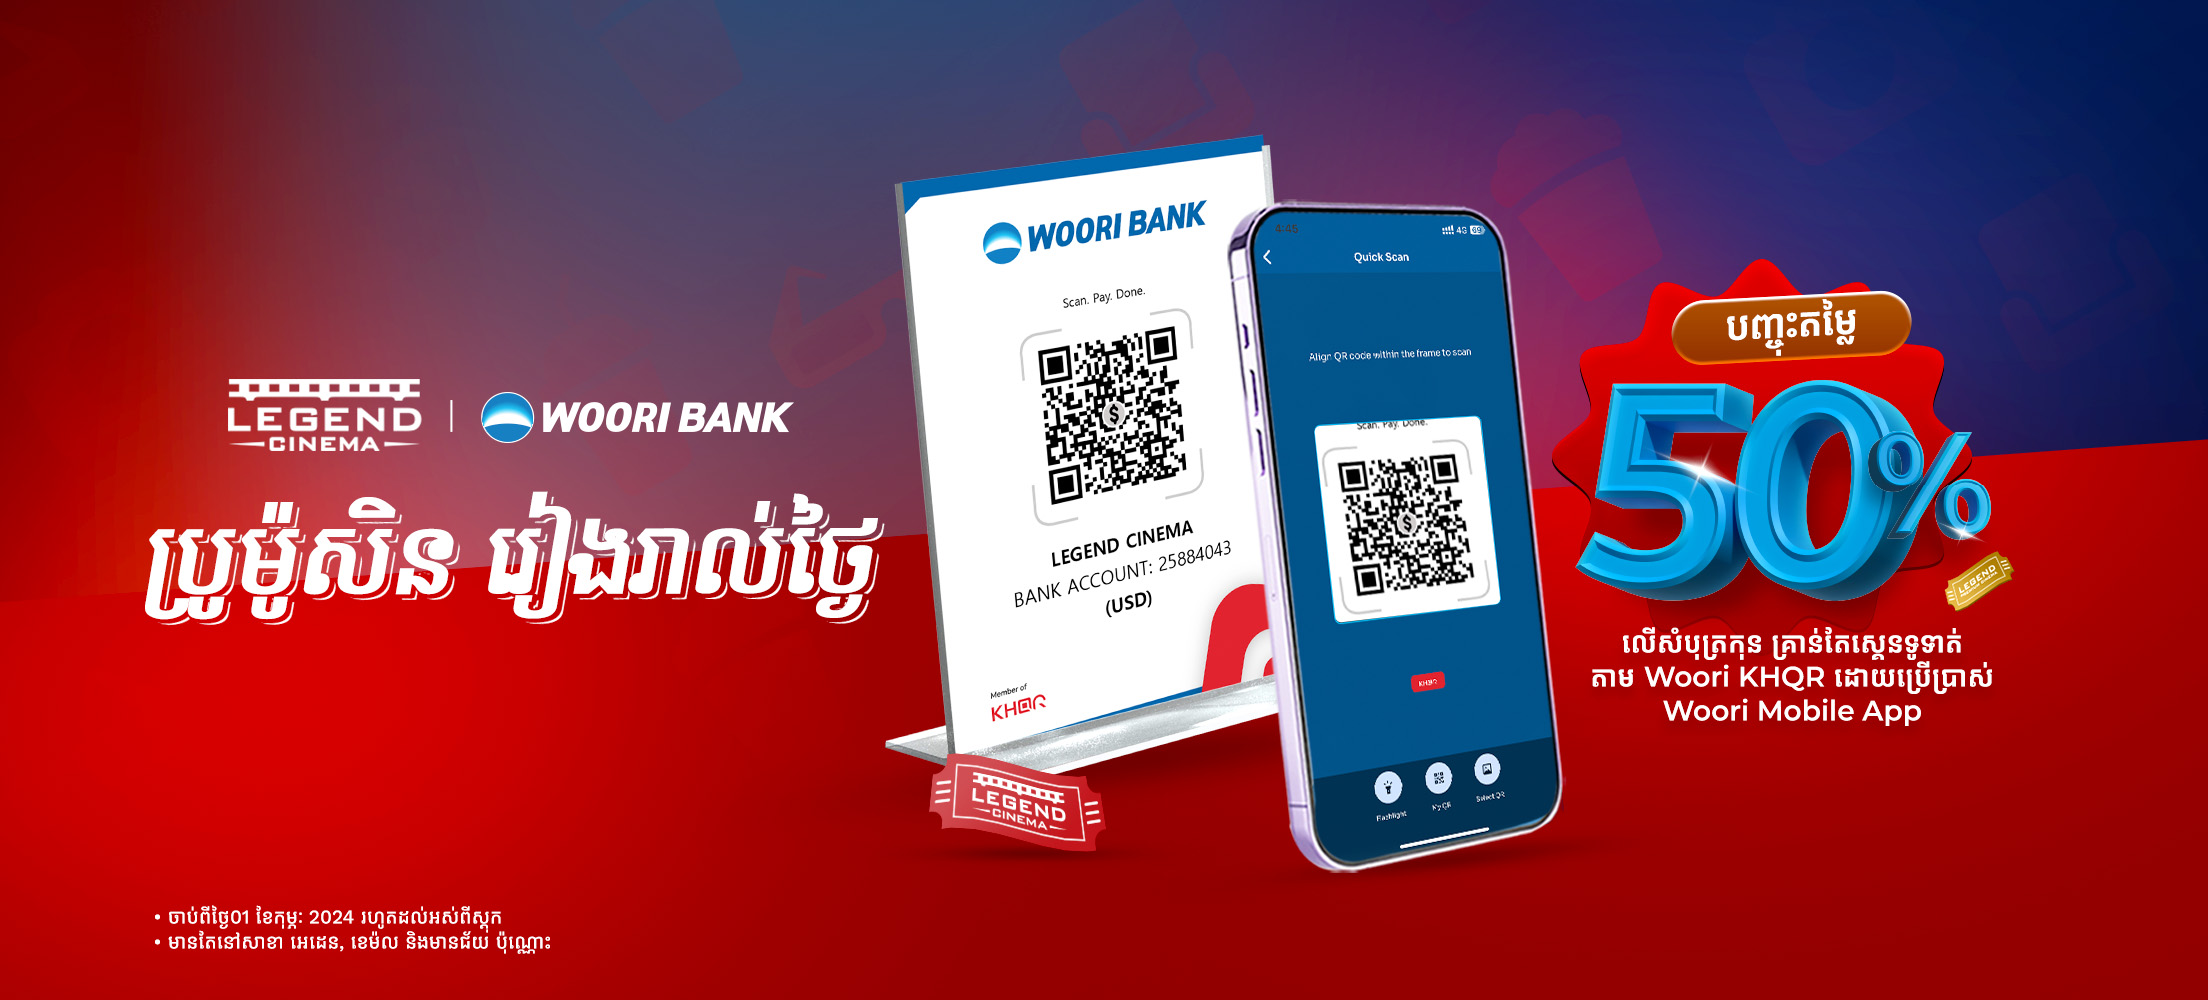 LEGEND
CINEMA
WOORI BANK
ប្រូម៉ូសិន រៀងរាល់ថ្ងៃ
• ចាប់ពីថ្ងៃ01 ខែកុម្ភៈ 2024 រហូតដល់អស់ពីស្តុក
• មានតែនៅសាខា អេដេន, ខេម៉ល និងមានជ័យ ប៉ុណ្ណោះ
WOORI BANK
Scan. Pay. Done.
$
LEGEND CINEMA
BANK ACCOUNT: 25884043
(USD)
Member of
KHQR
LEGEND
CINEMA
4:45
4G 69
Quick Scan
Align QR code within the frame to scan
Scan. Pay. Done.
$
KHQR
Flashlight
My QR
Select QR
បញ្ចុះតម្លៃ
50%
LEGEND
លើសំបុត្រកុន គ្រាន់តែស្កេនទូទាត់
តាម Woori KHQR ដោយប្រើប្រាស់
Woori Mobile App